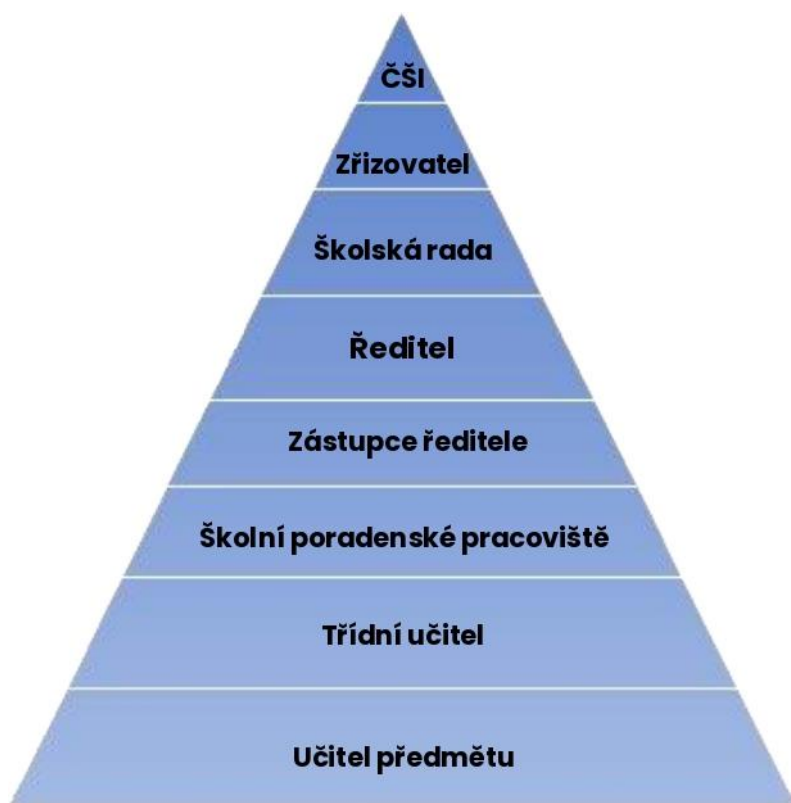 ČŠI
Zřizovatel
Školská rada
Ředitel
Zástupce ředitele
Školní poradenské pracoviště
Třídní učitel
Učitel předmětu